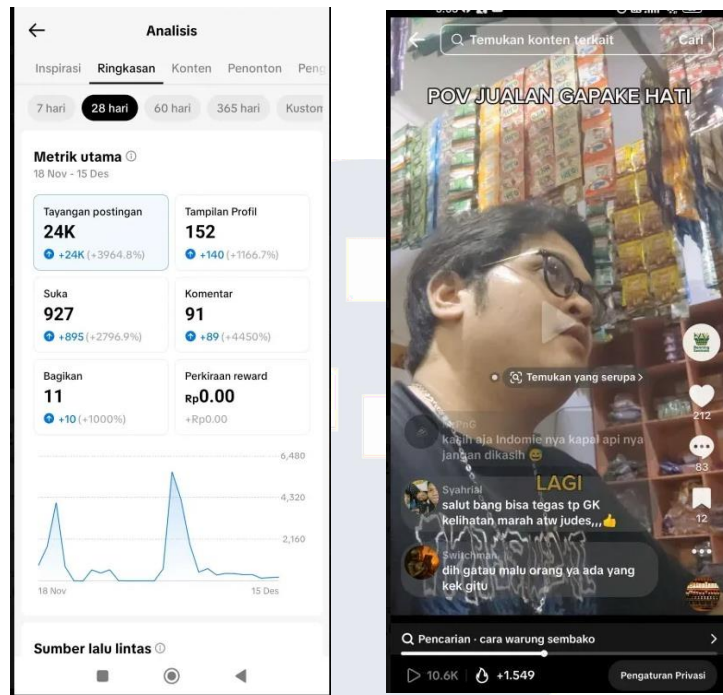 Analisis
Inspirasi Ringkasan Konten Penonton Peng
7 hari 28 hari 60 hari 365 hari Kustom
Metrik utama
18 Nov - 15 Des
Tayangan postingan
24K
+24K (+3964.8%)
Tampilan Profil
152
+140 (+1166.7%)
Suka
927
+895 (+2796.9%)
Komentar
91
+89 (+4450%)
Bagikan
11
+10 (+1000%)
Perkiraan reward
Rp0.00
+Rp0.00
6,480
4,320
2,160
18 Nov
15 Des
Sumber lalu lintas
Temukan konten terkait
Cari
POV JUALAN GAPAKE HATI
Temukan yang serupa >
kasih aja Indomie nya kapal api nya
jangan dikasih
LAGI
Syahrial
salut bang bisa tegas tp GK
kelihatan marah atw judes,,,
Switchman
dih gatau malu orang ya ada yang
kek gitu
212
83
12
Pencarian · cara warung sembako
10.6K
+1.549
Pengaturan Privasi